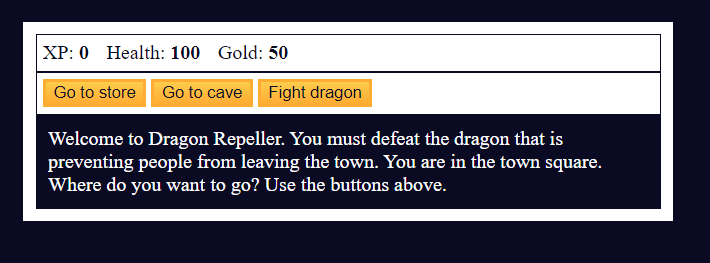 XP: 0 Health: 100 Gold: 50
Go to store Go to cave Fight dragon
Welcome to Dragon Repeller. You must defeat the dragon that is
preventing people from leaving the town. You are in the town square.
Where do you want to go? Use the buttons above.